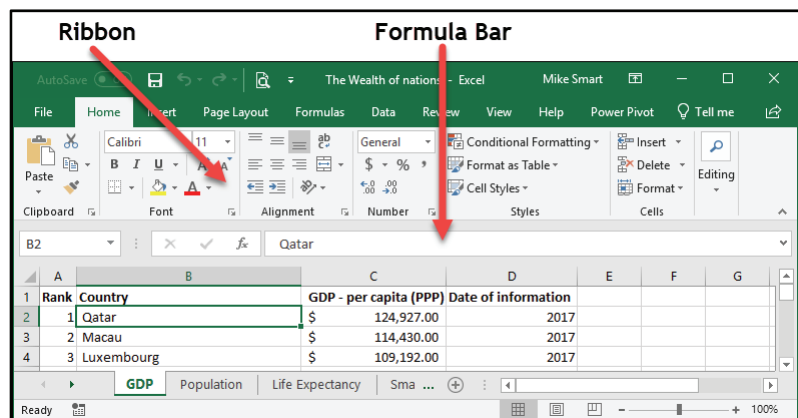 Ribbon Formula Bar
AutoSave The Wealth of nations - Excel Mike Smart
File Home Insert Page Layout Formulas Data Review View Help Power Pivot Tell me
Calibri 11 ab General Conditional Formatting Insert
Paste B I U A A $ % , Format as Table Delete Editing
A Cell Styles Format
Clipboard Font Alignment Number Styles Cells
B2 fx Qatar
A B C D E F G
1 Rank Country GDP - per capita (PPP) Date of information
2 1 Qatar $ 124,927.00 2017
3 2 Macau $ 114,430.00 2017
4 3 Luxembourg $ 109,192.00 2017
GDP Population Life Expectancy Sma ...
Ready 100%